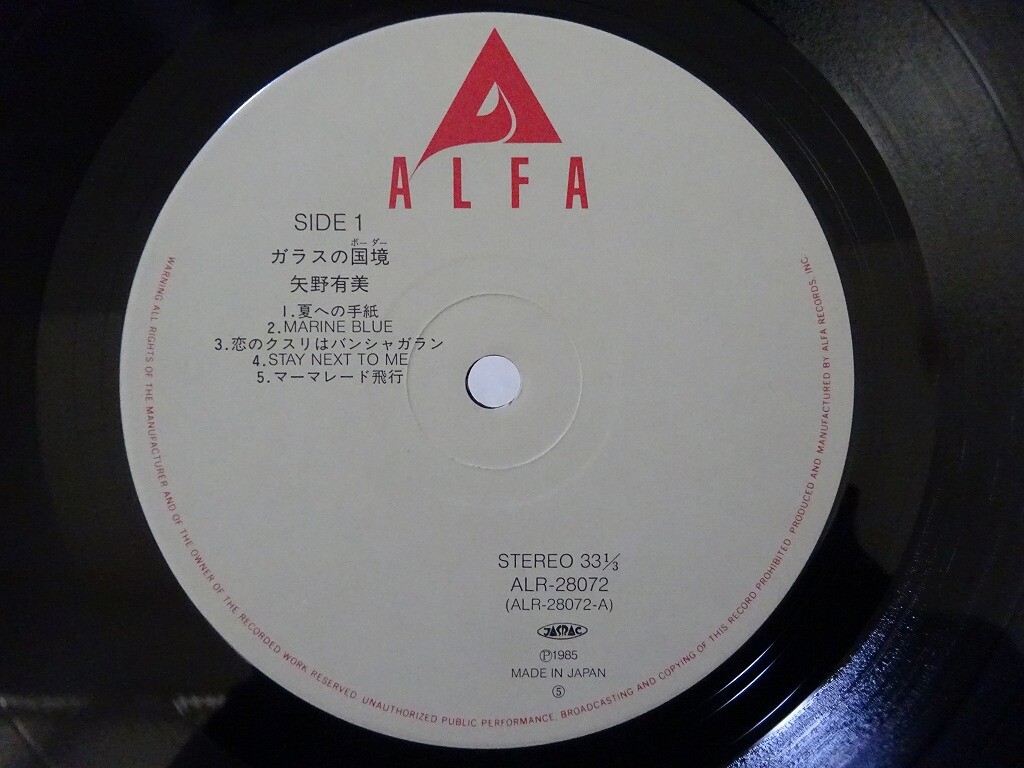 ALFA
SIDE 1
ボーダー
ガラスの国境
矢野有美
1.夏への手紙
2.MARINE BLUE
3.恋のクスリはバンシャガラン
4.STAY NEXT TO ME
5.マーマレード飛行
STEREO 33⅓
ALR-28072
(ALR-28072-A)
JASRAC
Ⓟ1985
MADE IN JAPAN
⑤
WARNING ALL RIGHTS OF THE MANUFACTURER AND OF THE OWNER OF THE RECORDED WORK RESERVED. UNAUTHORIZED PUBLIC PERFORMANCE, BROADCASTING AND COPYING OF THIS RECORD PROHIBITED. PRODUCED AND MANUFACTURED BY ALFA RECORDS, INC.